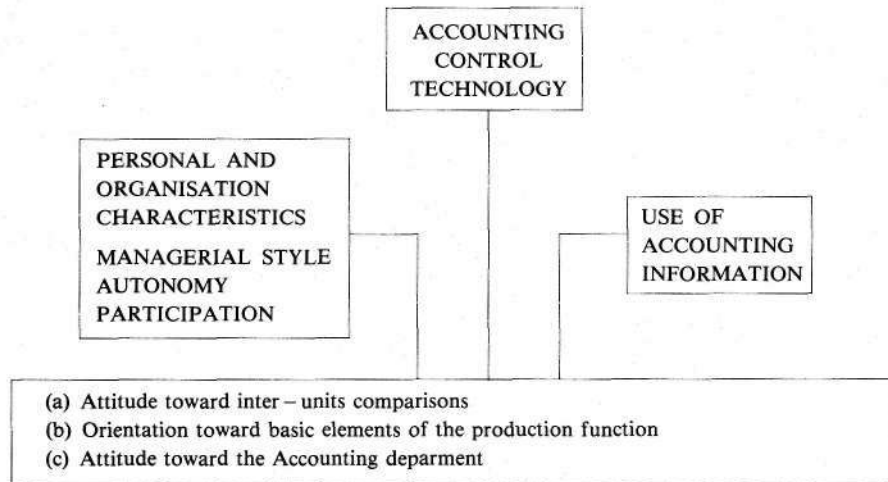 ACCOUNTING
CONTROL
TECHNOLOGY
PERSONAL AND
ORGANISATION
CHARACTERISTICS
MANAGERIAL STYLE
AUTONOMY
PARTICIPATION
USE OF
ACCOUNTING
INFORMATION
(a) Attitude toward inter – units comparisons
(b) Orientation toward basic elements of the production function
(c) Attitude toward the Accounting deparment